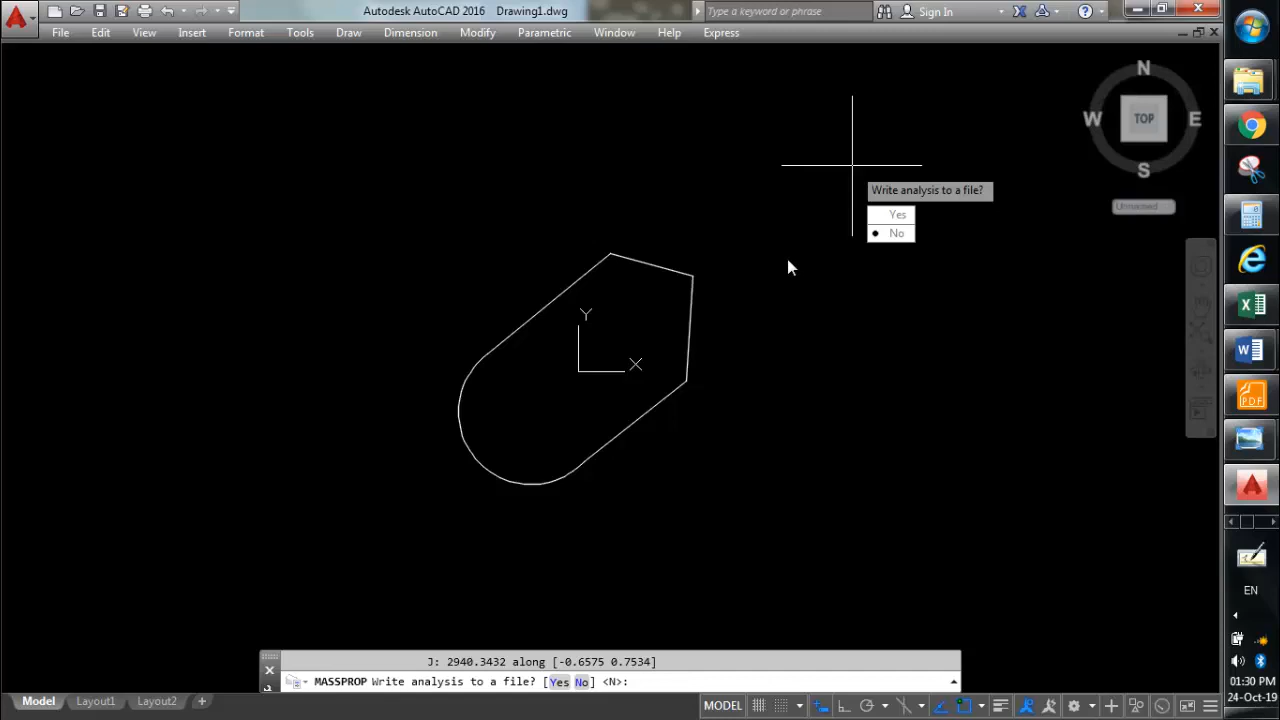 Autodesk AutoCAD 2016 Drawing1.dwg
Type a keyword or phrase
Sign In
File Edit View Insert Format Tools Draw Dimension Modify Parametric Window Help Express
N
W TOP E
S
Unnamed
Write analysis to a file?
Yes
No
Y
X
J: 2940.3432 along [-0.6575 0.7534]
MASSPROP Write analysis to a file? [Yes No] <N>:
Model Layout1 Layout2
MODEL
PDF
EN
01:30 PM
24-Oct-19